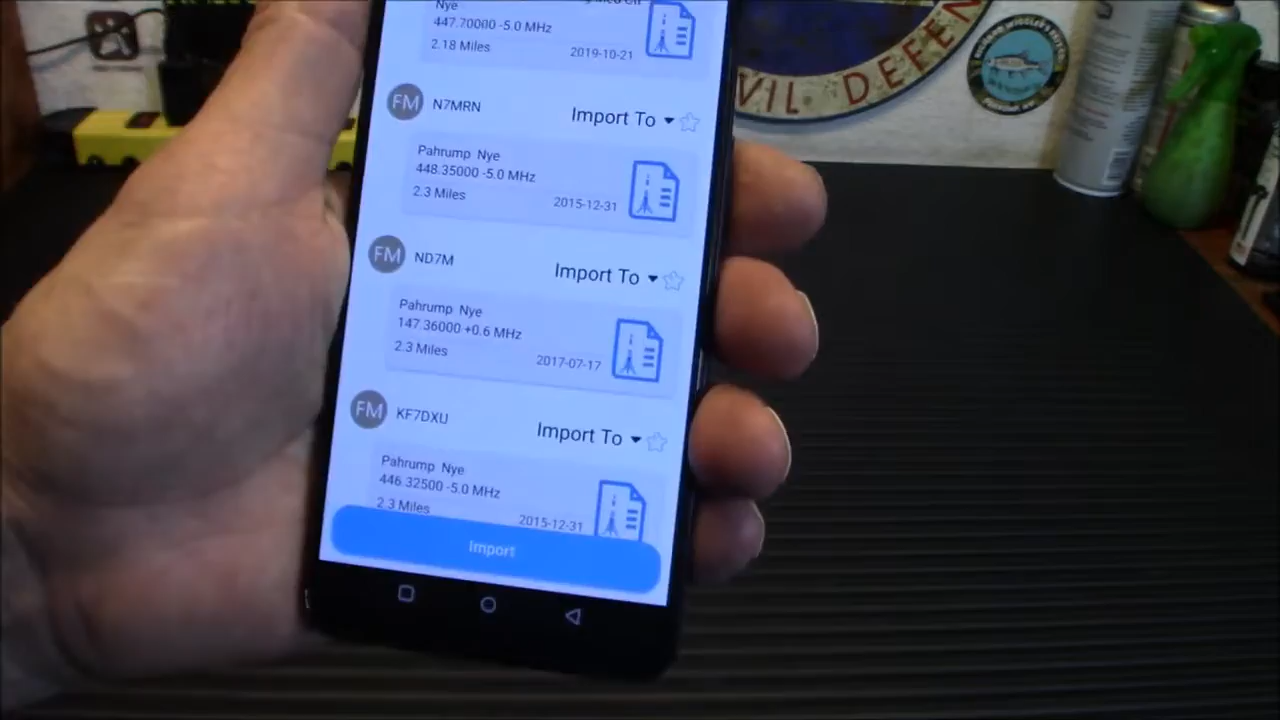 Nye
447.70000 -5.0 MHz
2.18 Miles
2019-10-21
FM
N7MRN
Import To
Pahrump Nye
448.35000 -5.0 MHz
2.3 Miles
2015-12-31
FM
ND7M
Import To
Pahrump Nye
147.36000 +0.6 MHz
2.3 Miles
2017-07-17
FM
KF7DXU
Import To
Pahrump Nye
446.32500 -5.0 MHz
2.3 Miles
2015-12-31
Import
VIL DEFEN